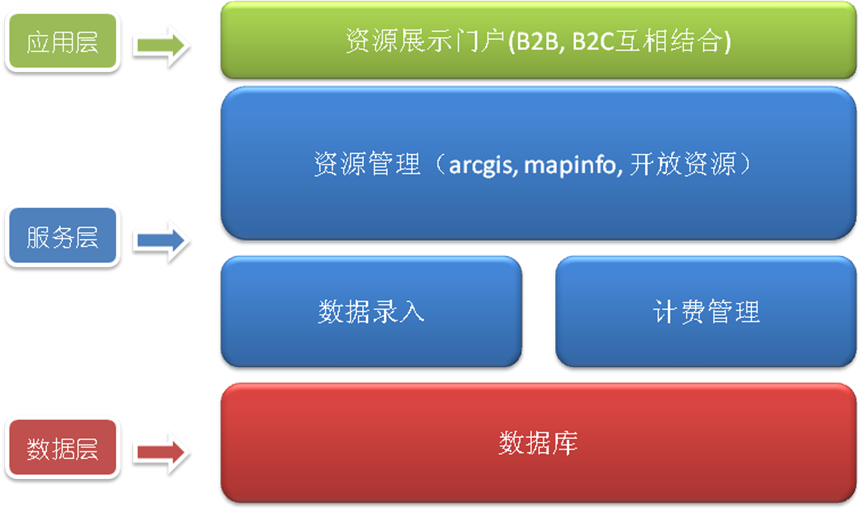 应用层
资源展示门户(B2B, B2C互相结合)
资源管理（arcgis, mapinfo, 开放资源）
服务层
数据录入
计费管理
数据层
数据库